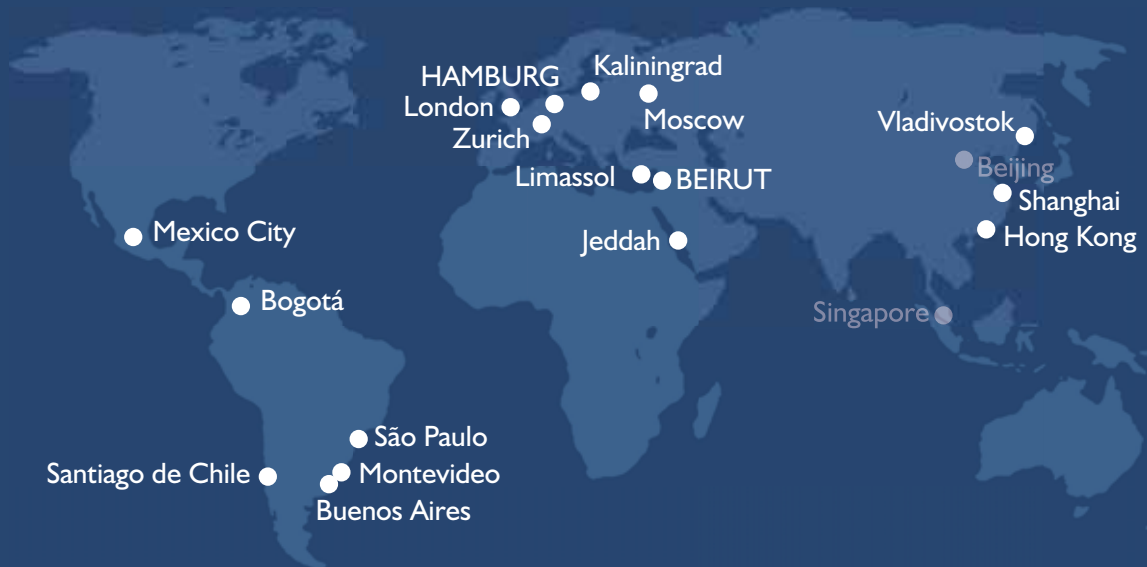 Kaliningrad
HAMBURG
London
Moscow
Zurich
Vladivostok
Beijing
Limassol
BEIRUT
Shanghai
Mexico City
Jeddah
Hong Kong
Bogotá
Singapore
São Paulo
Santiago de Chile
Montevideo
Buenos Aires